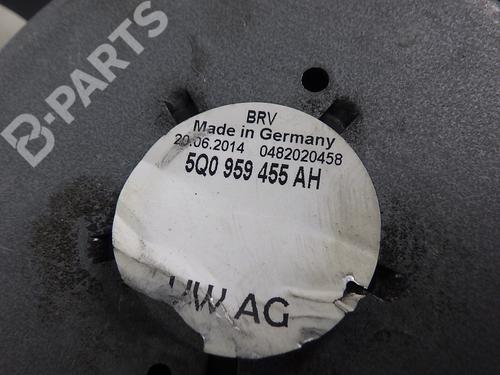 B-PARTS
BRV
Made in Germany
20.06.2014 0482020458
5Q0 959 455 AH
VW AG